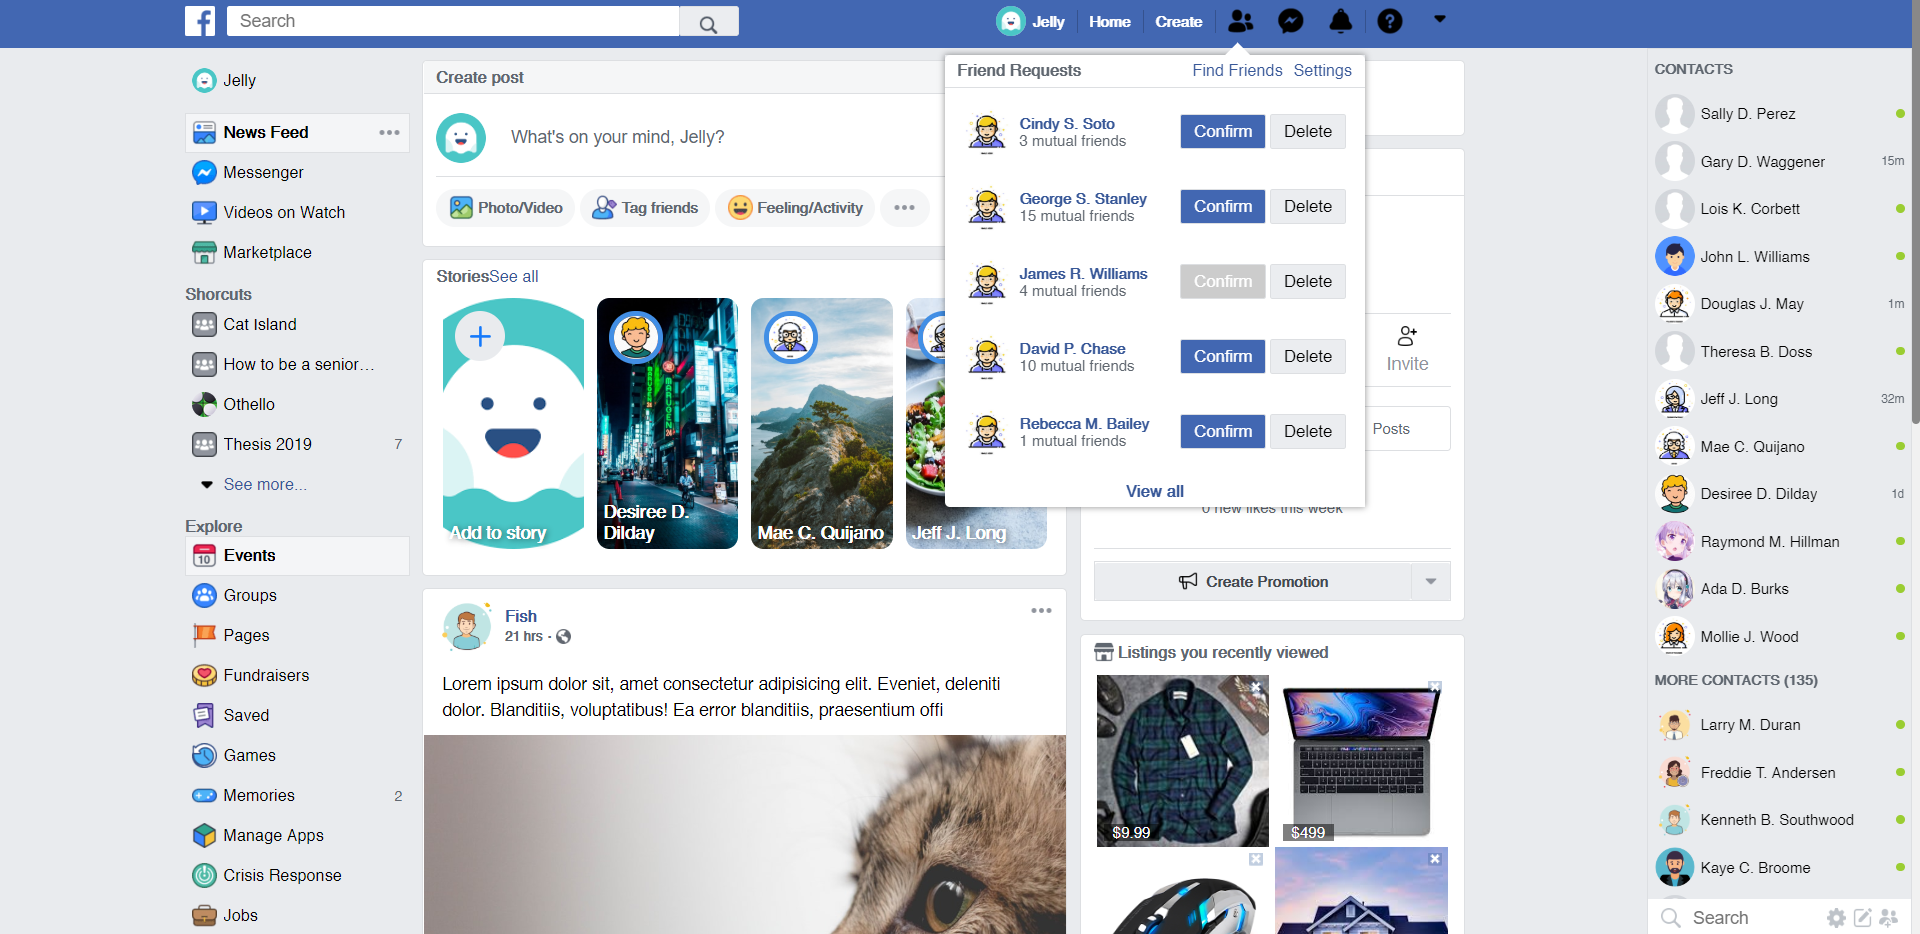 Search
Jelly
Home
Create
Jelly
News Feed
Messenger
Videos on Watch
Marketplace
Shorcuts
Cat Island
How to be a senior…
Othello
Thesis 2019
7
See more...
Explore
10
Events
Groups
Pages
Fundraisers
Saved
Games
Memories
2
Manage Apps
Crisis Response
Jobs
Create post
What's on your mind, Jelly?
Photo/Video
Tag friends
Feeling/Activity
StoriesSee all
Add to story
Desiree D.
Dilday
Mae C. Quijano
Jeff J. Long
Fish
21 hrs ·
Lorem ipsum dolor sit, amet consectetur adipisicing elit. Eveniet, deleniti
dolor. Blanditiis, voluptatibus! Ea error blanditiis, praesentium offi
Friend Requests
Find Friends
Settings
Cindy S. Soto
3 mutual friends
Confirm
Delete
George S. Stanley
15 mutual friends
Confirm
Delete
James R. Williams
4 mutual friends
Confirm
Delete
David P. Chase
10 mutual friends
Confirm
Delete
Rebecca M. Bailey
1 mutual friends
Confirm
Delete
View all
Invite
Posts
0 new likes this week
Create Promotion
Listings you recently viewed
$9.99
$499
CONTACTS
Sally D. Perez
Gary D. Waggener
15m
Lois K. Corbett
John L. Williams
Douglas J. May
1m
Theresa B. Doss
Jeff J. Long
32m
Mae C. Quijano
Desiree D. Dilday
1d
Raymond M. Hillman
Ada D. Burks
Mollie J. Wood
MORE CONTACTS (135)
Larry M. Duran
Freddie T. Andersen
Kenneth B. Southwood
Kaye C. Broome
Search